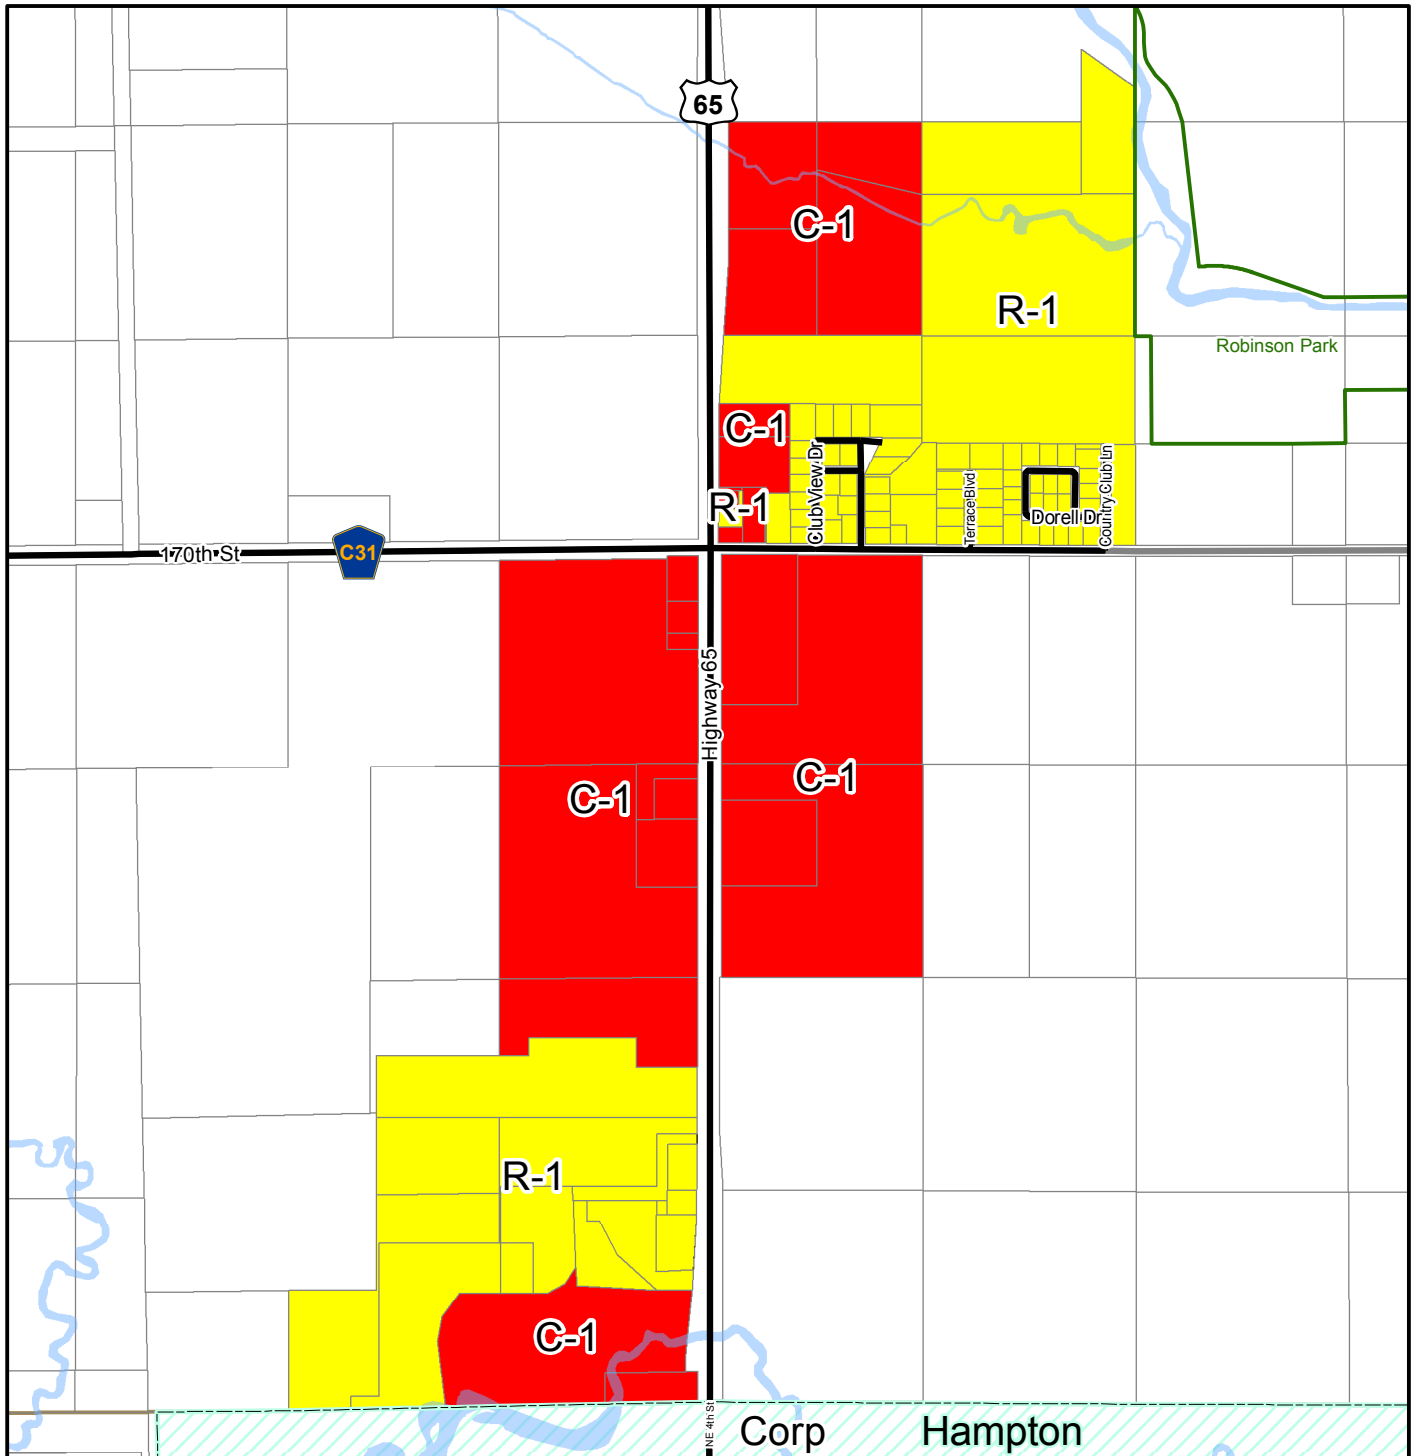 65
C-1
R-1
Robinson Park
C-1
R-1
Club View Dr
Terrace Blvd
Dorell Dr
Country Club Ln
170th St
C31
Highway 65
C-1
C-1
R-1
C-1
NE 4th St
Corp Hampton